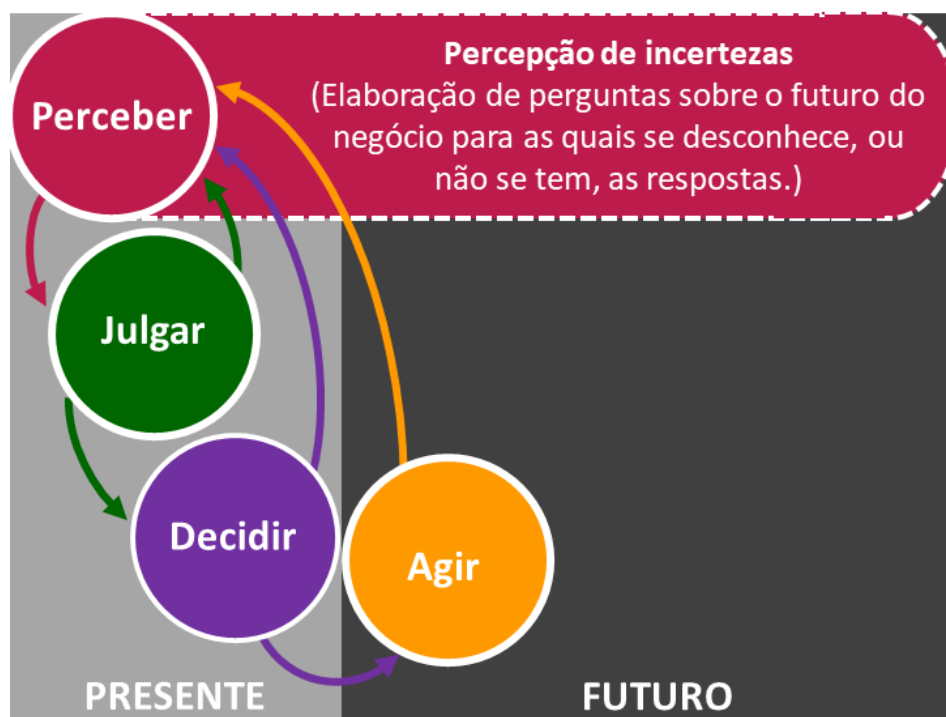 Percepção de incertezas
(Elaboração de perguntas sobre o futuro do
negócio para as quais se desconhece, ou
não se tem, as respostas.)
Perceber
Julgar
Decidir
Agir
PRESENTE
FUTURO